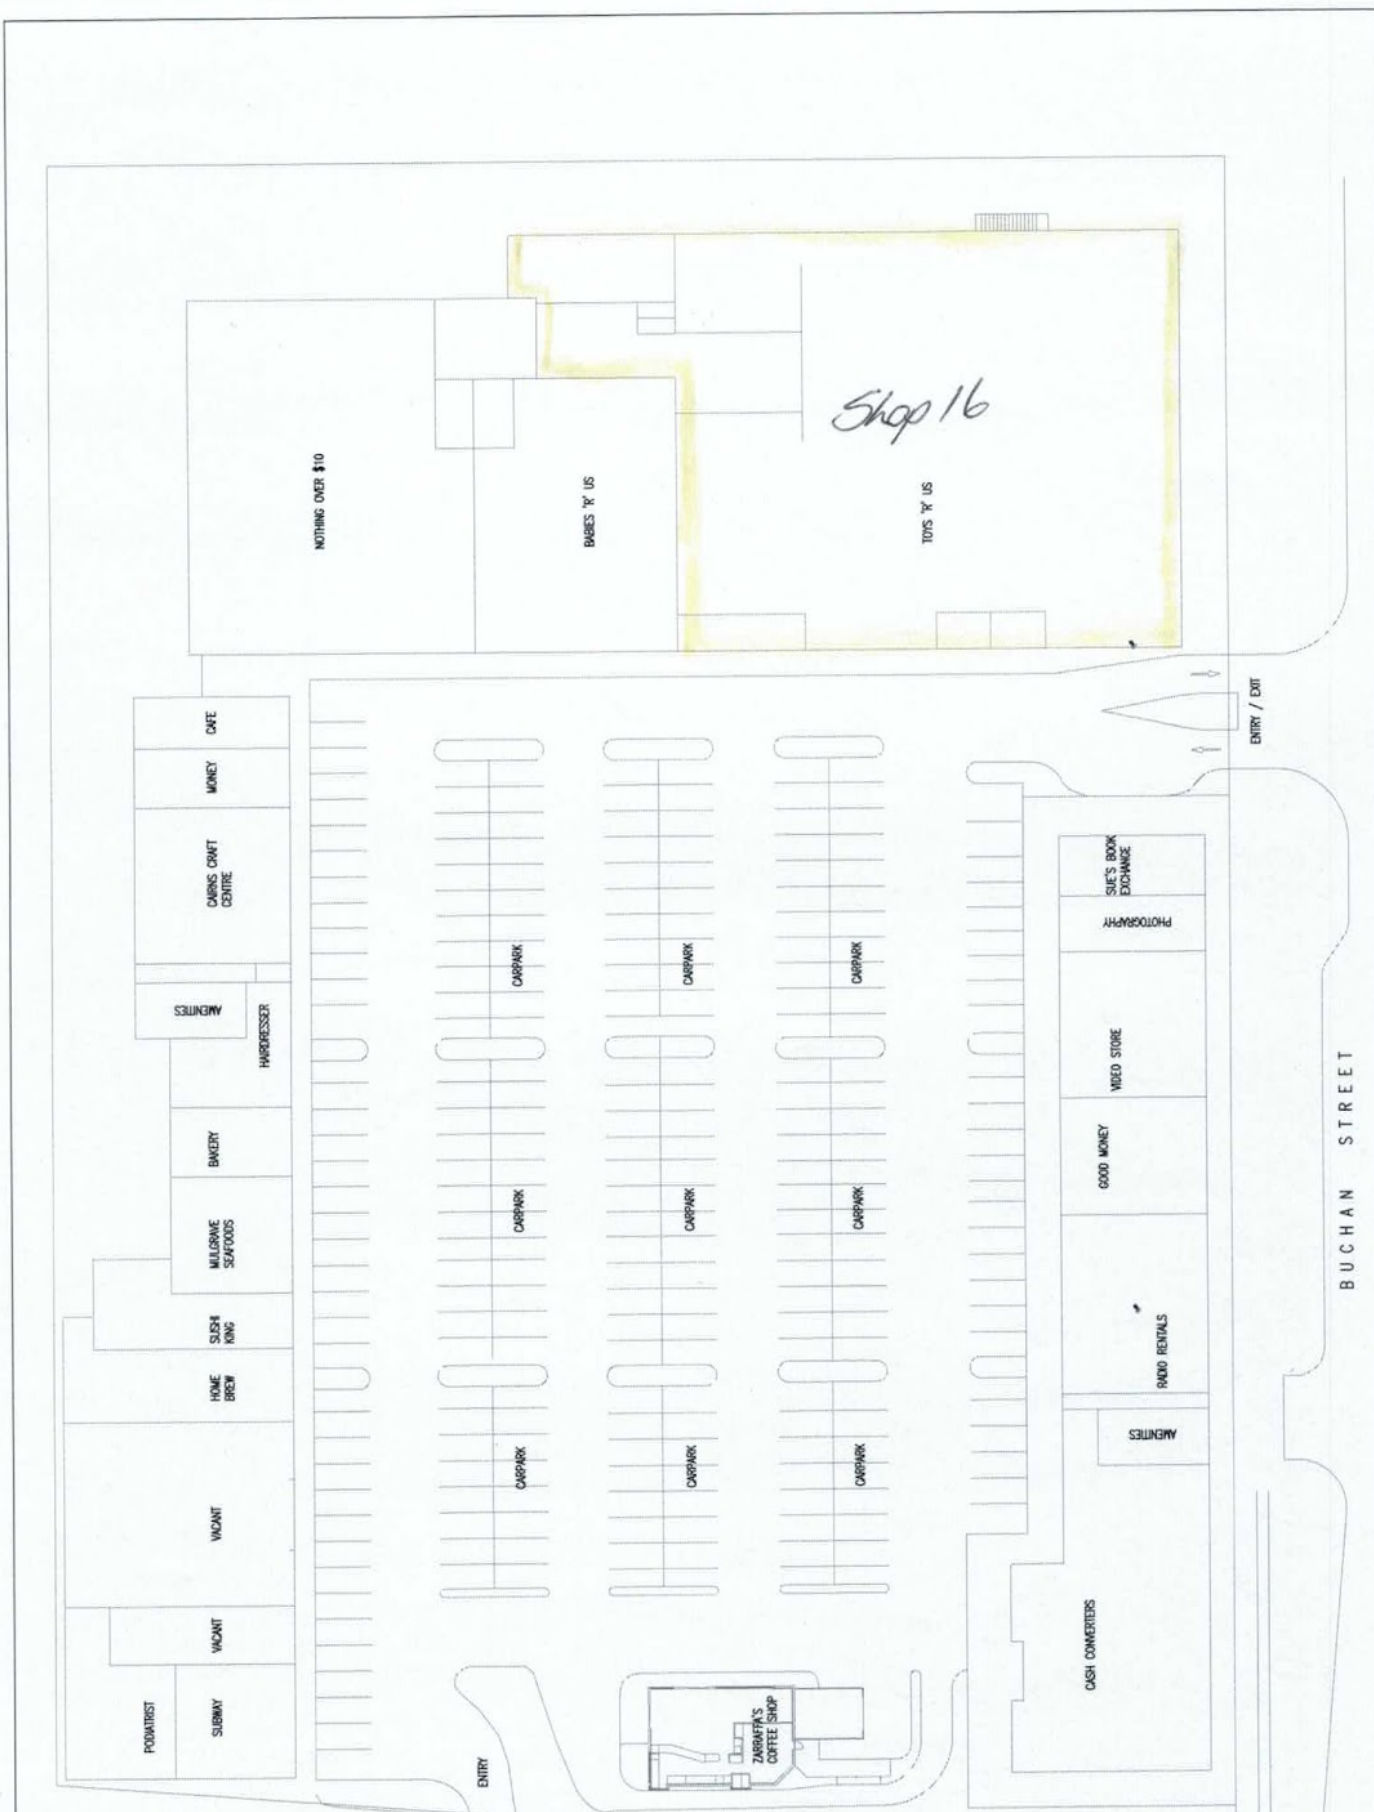 Shop 16
NOTHING OVER $10
BABIES 'R' US
TOYS 'R' US
CAFE
MONEY
CAIRNS CRAFT
CENTRE
AMENITIES
HAIRDRESSER
BAKERY
MULGRAVE
SEAFOODS
SUSHI
KING
HOME
BREW
VACANT
VACANT
PODIATRIST
SUBWAY
CARPARK
CARPARK
CARPARK
CARPARK
CARPARK
CARPARK
CARPARK
CARPARK
CARPARK
ENTRY / EXIT
SUE'S BOOK
EXCHANGE
PHOTOGRAPHY
VIDEO STORE
GOOD MONEY
RADIO RENTALS
AMENITIES
CASH CONVERTERS
ZARRAFFA'S
COFFEE SHOP
ENTRY
BUCHAN STREET